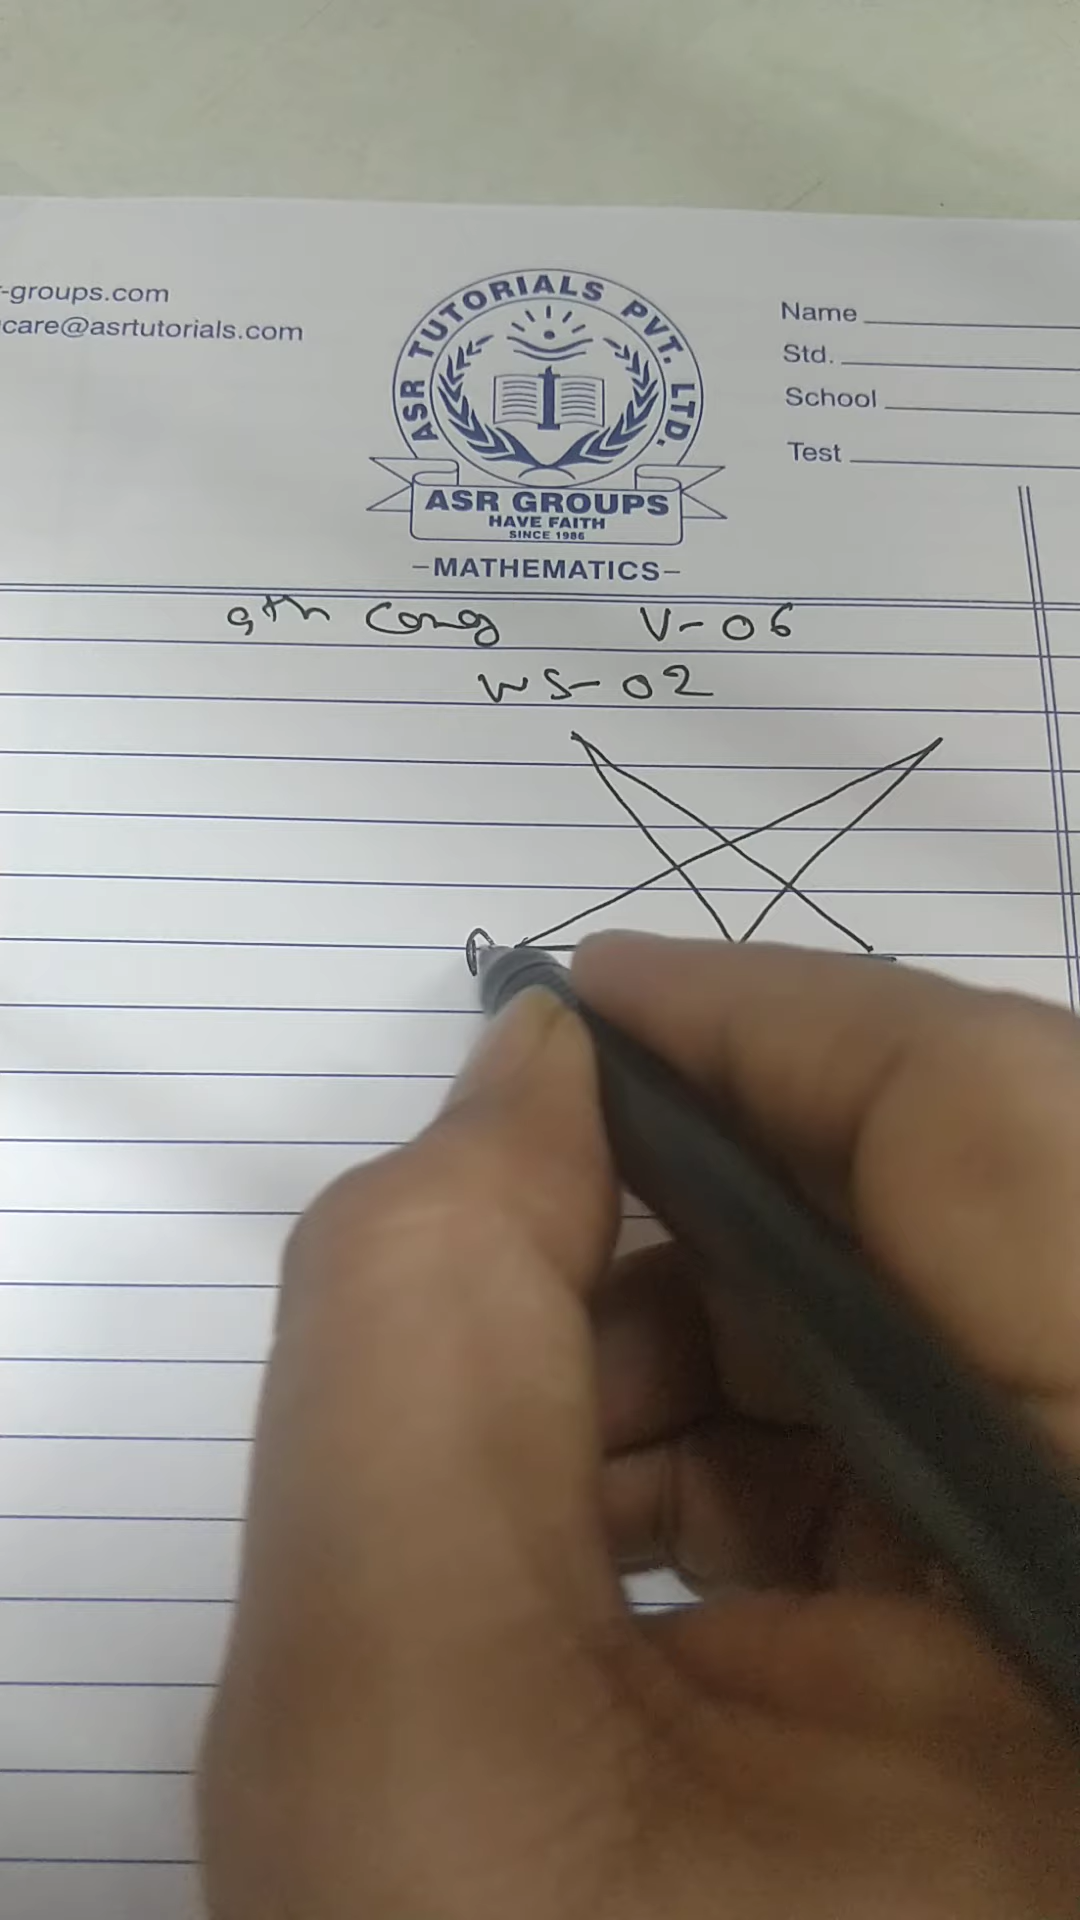 -groups.com
care@asrtutorials.com
ASR TUTORIALS PVT. LTD.
ASR GROUPS
HAVE FAITH
SINCE 1986
-MATHEMATICS-
Name
Std.
School
Test
9th Cong V-06
WS-02